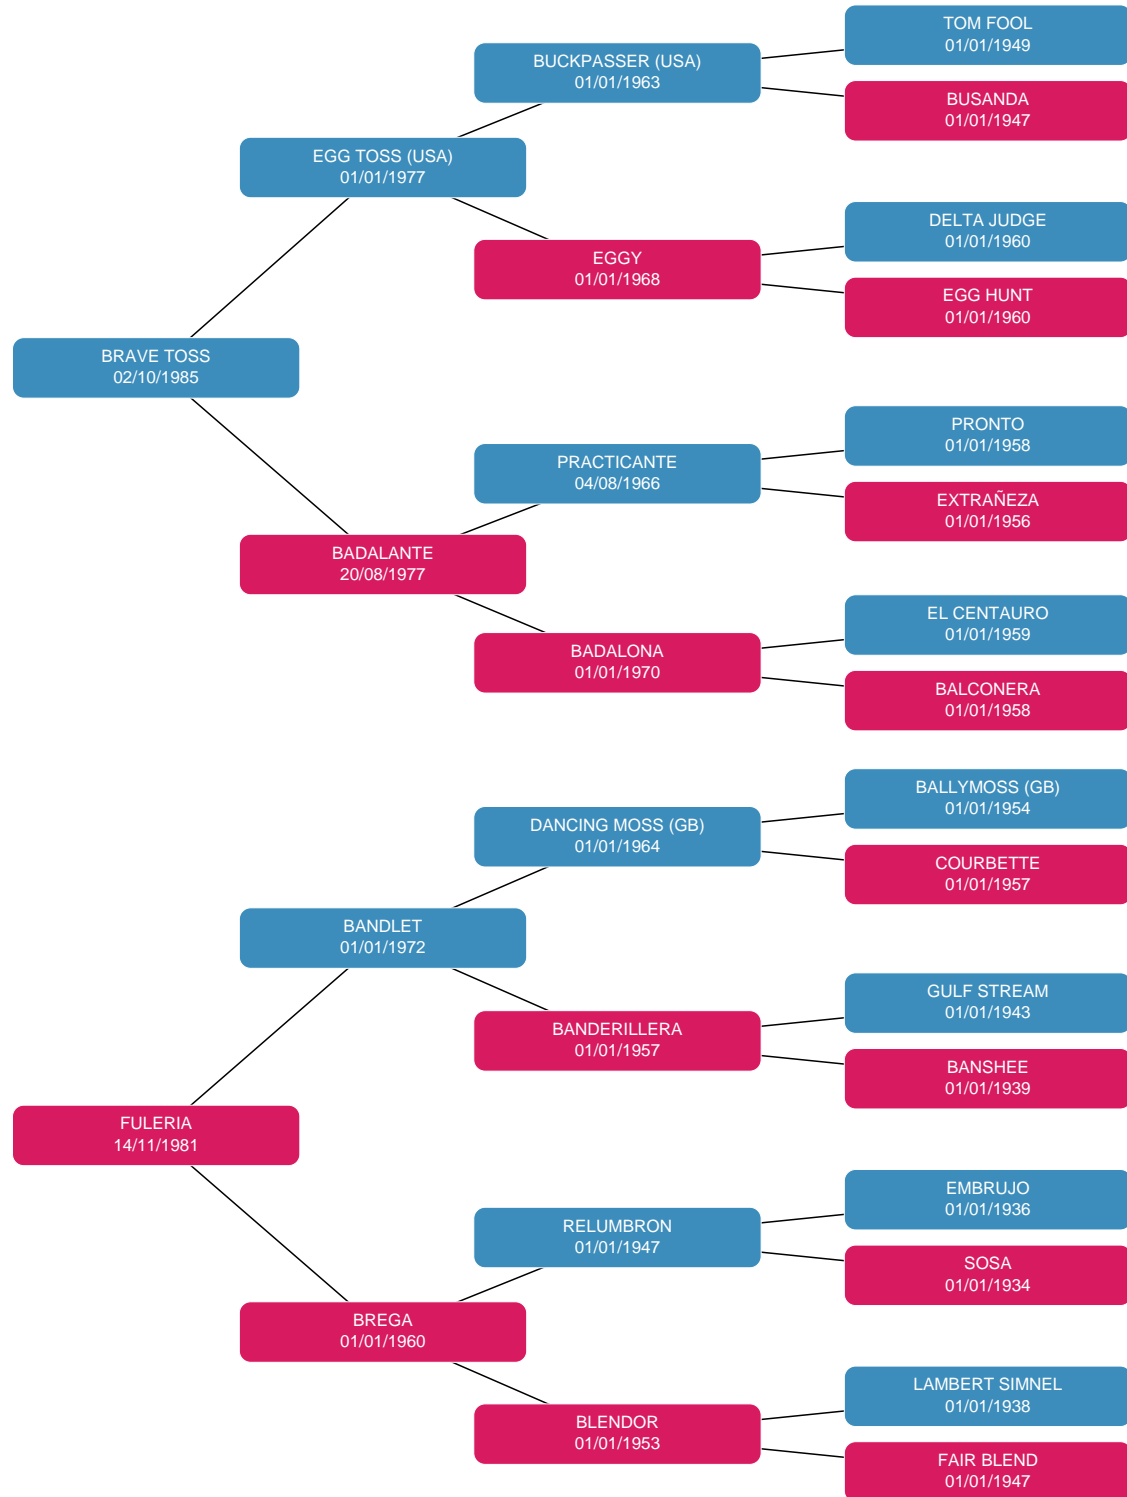 TOM FOOL
01/01/1949
BUCKPASSER (USA)
01/01/1963
BUSANDA
01/01/1947
EGG TOSS (USA)
01/01/1977
DELTA JUDGE
01/01/1960
EGGY
01/01/1968
EGG HUNT
01/01/1960
BRAVE TOSS
02/10/1985
PRONTO
01/01/1958
PRACTICANTE
04/08/1966
EXTRAÑEZA
01/01/1956
BADALANTE
20/08/1977
EL CENTAURO
01/01/1959
BADALONA
01/01/1970
BALCONERA
01/01/1958
BALLYMOSS (GB)
01/01/1954
DANCING MOSS (GB)
01/01/1964
COURBETTE
01/01/1957
BANDLET
01/01/1972
GULF STREAM
01/01/1943
BANDERILLERA
01/01/1957
BANSHEE
01/01/1939
FULERIA
14/11/1981
EMBRUJO
01/01/1936
RELUMBRON
01/01/1947
SOSA
01/01/1934
BREGA
01/01/1960
LAMBERT SIMNEL
01/01/1938
BLENDOR
01/01/1953
FAIR BLEND
01/01/1947